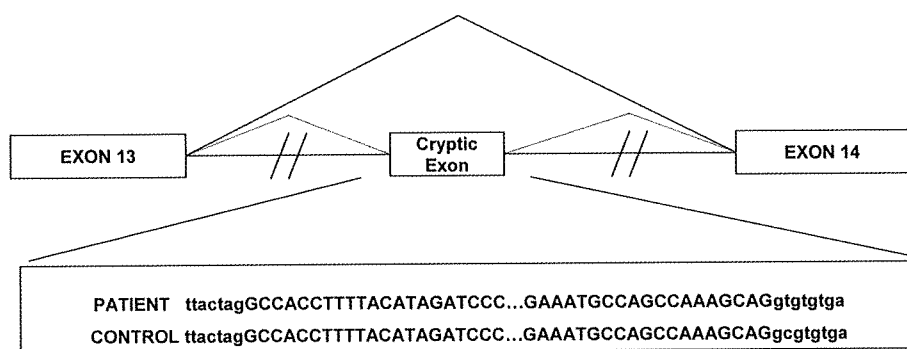 EXON 13
Cryptic
Exon
EXON 14
PATIENT ttactagGCCACCTTTTACATAGATCCC...GAAATGCCAGCCAAAGCAGgtgtgtga
CONTROL ttactagGCCACCTTTTACATAGATCCC...GAAATGCCAGCCAAAGCAGgcgtgtga